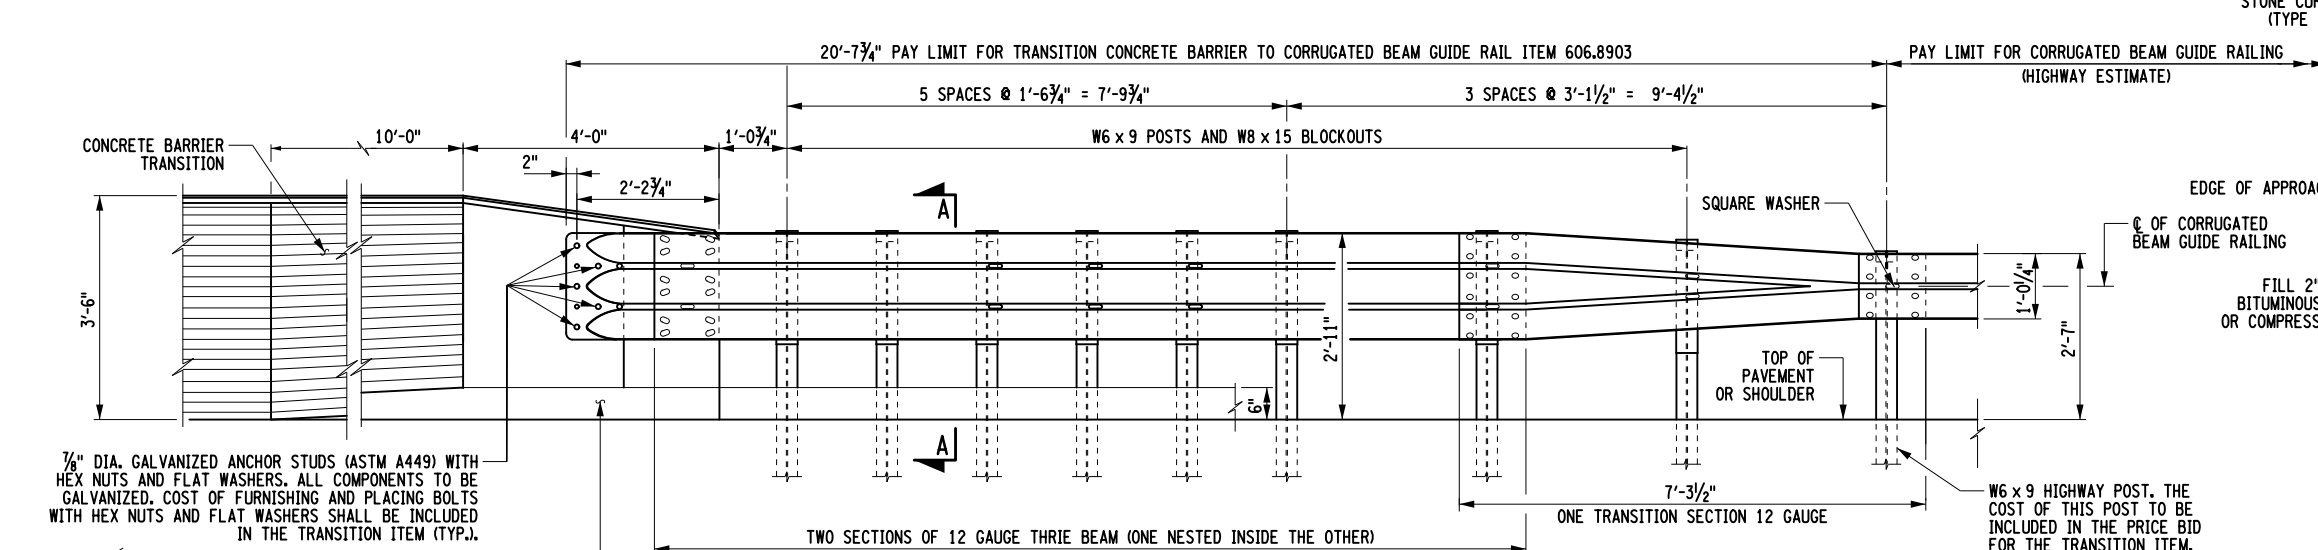 STONE CUR
(TYPE
20'-7¾" PAY LIMIT FOR TRANSITION CONCRETE BARRIER TO CORRUGATED BEAM GUIDE RAIL ITEM 606.8903
PAY LIMIT FOR CORRUGATED BEAM GUIDE RAILING
(HIGHWAY ESTIMATE)
5 SPACES @ 1'-6¾" = 7'-9¾"
3 SPACES @ 3'-1½" = 9'-4½"
CONCRETE BARRIER
TRANSITION
10'-0"
4'-0"
1'-0¾"
W6 x 9 POSTS AND W8 x 15 BLOCKOUTS
2"
2'-2¾"
A
SQUARE WASHER
EDGE OF APPROA
℄ OF CORRUGATED
BEAM GUIDE RAILING
3'-6"
2'-11"
1'-0¼"
2'-7"
FILL 2"
BITUMINOUS
OR COMPRESS
TOP OF
PAVEMENT
OR SHOULDER
6"
A
⅞" DIA. GALVANIZED ANCHOR STUDS (ASTM A449) WITH
HEX NUTS AND FLAT WASHERS. ALL COMPONENTS TO BE
GALVANIZED. COST OF FURNISHING AND PLACING BOLTS
WITH HEX NUTS AND FLAT WASHERS SHALL BE INCLUDED
IN THE TRANSITION ITEM (TYP.).
7'-3½"
ONE TRANSITION SECTION 12 GAUGE
TWO SECTIONS OF 12 GAUGE THRIE BEAM (ONE NESTED INSIDE THE OTHER)
W6 x 9 HIGHWAY POST. THE
COST OF THIS POST TO BE
INCLUDED IN THE PRICE BID
FOR THE TRANSITION ITEM.